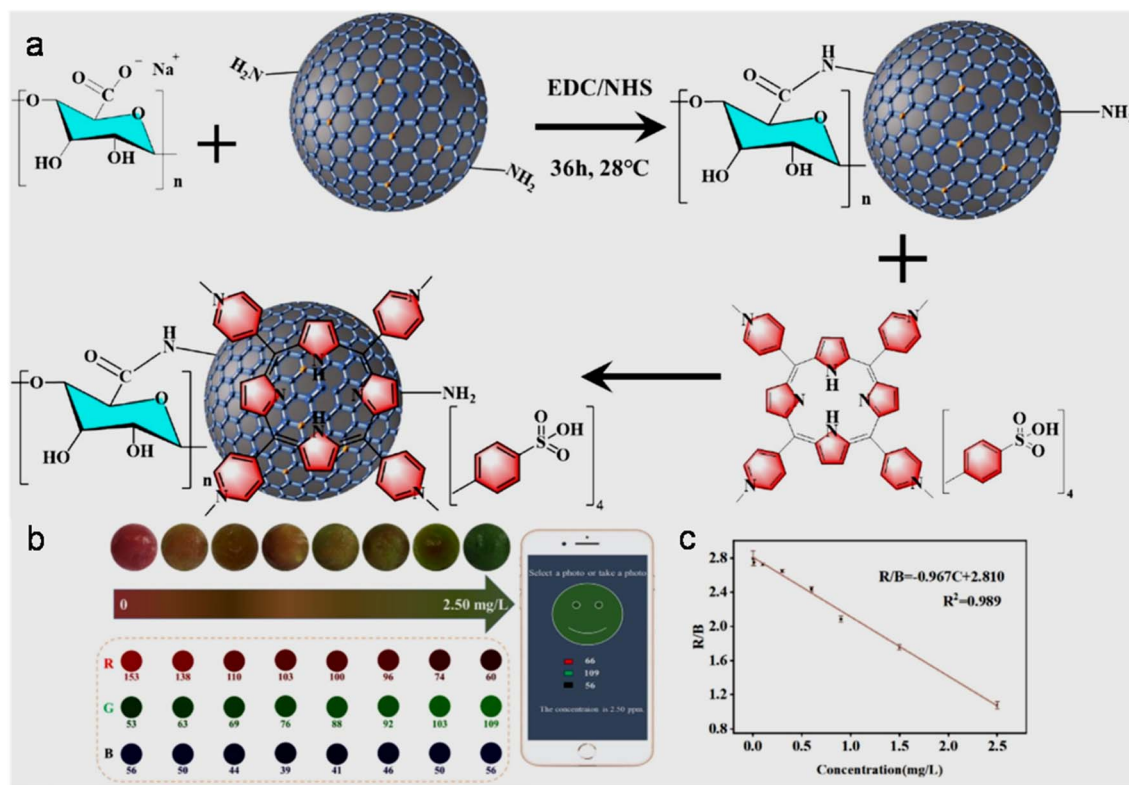 a
O
O⁻ Na⁺
C
O
O
HO
OH
n
H₂N
NH₂
EDC/NHS
36h, 28℃
O
H
N
C
O
O
HO
OH
n
NH
N
N
H
N
N
N
H
N
N
N
O
S
OH
O
4
O
H
N
C
O
O
HO
OH
n
N
N
H
N
N
H
N
N
NH₂
O
S
OH
O
4
b
0
2.50 mg/L
R
153 138 110 103 100 96 74 60
G
53 63 69 76 88 92 103 109
B
56 50 44 39 41 46 50 56
Select a photo or take a photo
66
109
56
The concentraion is 2.50 ppm
c
R/B=-0.967C+2.810
R²=0.989
R/B
2.8
2.4
2.0
1.6
1.2
0.8
0.0 0.5 1.0 1.5 2.0 2.5
Concentration(mg/L)